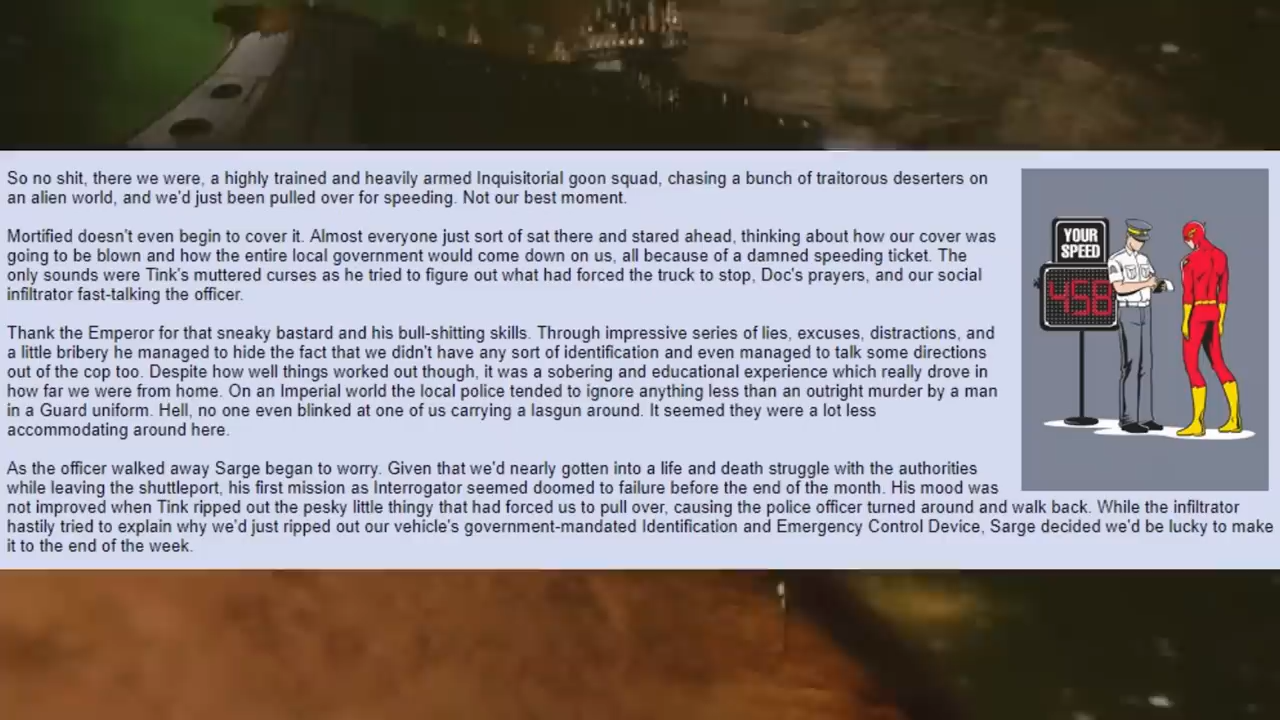 So no shit, there we were, a highly trained and heavily armed Inquisitorial goon squad, chasing a bunch of traitorous deserters on
an alien world, and we'd just been pulled over for speeding. Not our best moment.
Mortified doesn't even begin to cover it. Almost everyone just sort of sat there and stared ahead, thinking about how our cover was
going to be blown and how the entire local government would come down on us, all because of a damned speeding ticket. The
only sounds were Tink's muttered curses as he tried to figure out what had forced the truck to stop, Doc's prayers, and our social
infiltrator fast-talking the officer.
Thank the Emperor for that sneaky bastard and his bull-shitting skills. Through impressive series of lies, excuses, distractions, and
a little bribery he managed to hide the fact that we didn't have any sort of identification and even managed to talk some directions
out of the cop too. Despite how well things worked out though, it was a sobering and educational experience which really drove in
how far we were from home. On an Imperial world the local police tended to ignore anything less than an outright murder by a man
in a Guard uniform. Hell, no one even blinked at one of us carrying a lasgun around. It seemed they were a lot less
accommodating around here.
As the officer walked away Sarge began to worry. Given that we'd nearly gotten into a life and death struggle with the authorities
while leaving the shuttleport, his first mission as Interrogator seemed doomed to failure before the end of the month. His mood was
not improved when Tink ripped out the pesky little thingy that had forced us to pull over, causing the police officer turned around and walk back. While the infiltrator
hastily tried to explain why we'd just ripped out our vehicle's government-mandated Identification and Emergency Control Device, Sarge decided we'd be lucky to make
it to the end of the week.
YOUR
SPEED
458